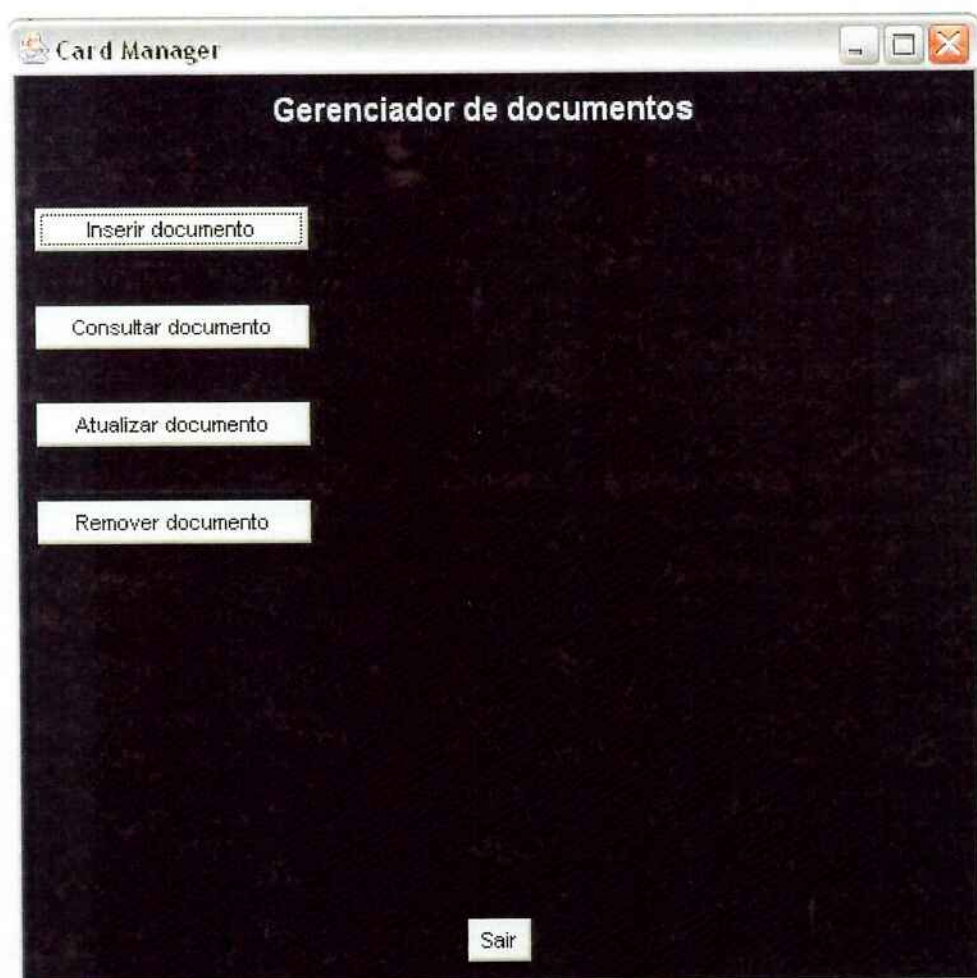 Card Manager
Gerenciador de documentos
Inserir documento
Consultar documento
Atualizar documento
Remover documento
Sair